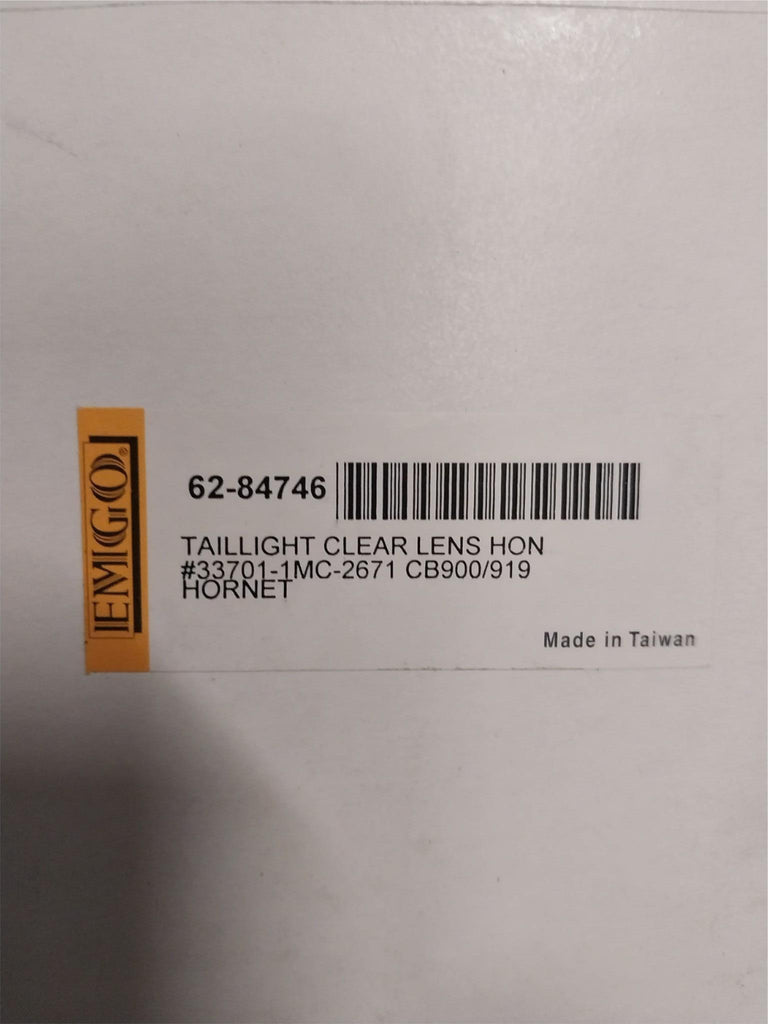 EMGO®
62-84746
TAILLIGHT CLEAR LENS HON
#33701-1MC-2671 CB900/919
HORNET
Made in Taiwan